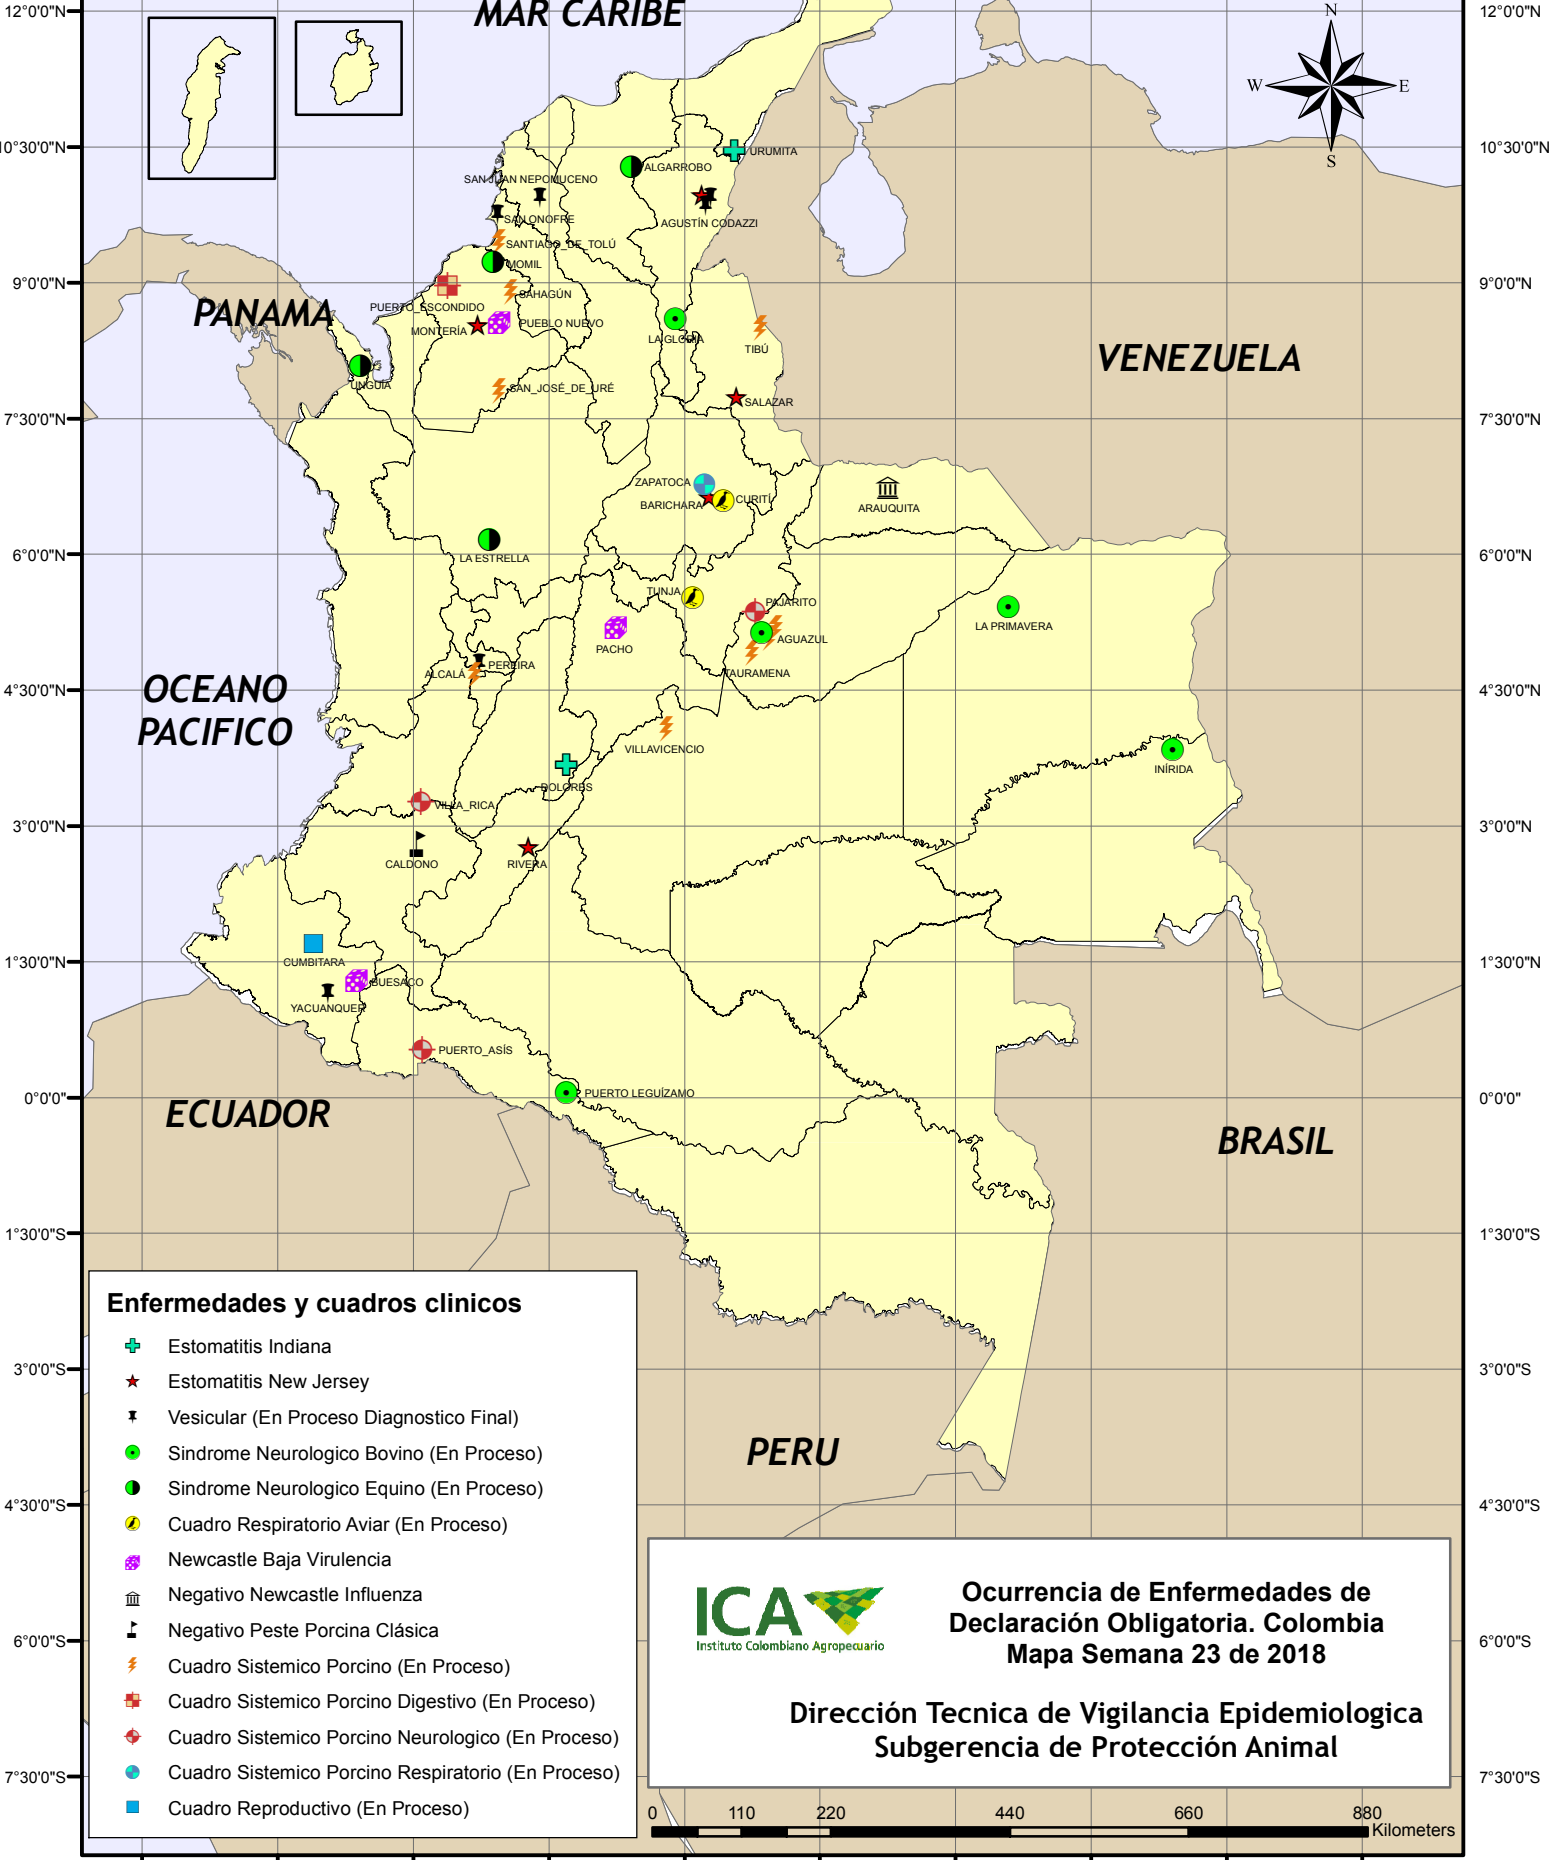 MAR CARIBE
12°0'0"N
12°0'0"N
N
W
E
S
10°30'0"N
10°30'0"N
URUMITA
ALGARROBO
SAN JUAN NEPOMUCENO
SAN ONOFRE
AGUSTÍN CODAZZI
SANTIAGO_DE_TOLÚ
MOMIL
9°0'0"N
9°0'0"N
SAHAGÚN
PUERTO_ESCONDIDO
PANAMA
PUEBLO NUEVO
MONTERÍA
LA GLORIA
TIBÚ
VENEZUELA
UNGUÍA
SAN_JOSÉ_DE_URÉ
SALAZAR
7°30'0"N
7°30'0"N
ZAPATOCA
CURITÍ
BARICHARA
ARAUQUITA
6°0'0"N
6°0'0"N
LA ESTRELLA
TUNJA
PAJARITO
LA PRIMAVERA
AGUAZUL
PACHO
PEREIRA
ALCALÁ
TAURAMENA
4°30'0"N
4°30'0"N
OCEANO
PACIFICO
VILLAVICENCIO
INÍRIDA
DOLORES
VILLA_RICA
3°0'0"N
3°0'0"N
CALDONO
RIVERA
CUMBITARA
1°30'0"N
1°30'0"N
BUESACO
YACUANQUER
PUERTO_ASÍS
PUERTO LEGUÍZAMO
0°0'0"
0°0'0"
ECUADOR
BRASIL
1°30'0"S
1°30'0"S
Enfermedades y cuadros clinicos
Estomatitis Indiana
Estomatitis New Jersey
Vesicular (En Proceso Diagnostico Final)
Sindrome Neurologico Bovino (En Proceso)
Sindrome Neurologico Equino (En Proceso)
Cuadro Respiratorio Aviar (En Proceso)
Newcastle Baja Virulencia
Negativo Newcastle Influenza
Negativo Peste Porcina Clásica
Cuadro Sistemico Porcino (En Proceso)
Cuadro Sistemico Porcino Digestivo (En Proceso)
Cuadro Sistemico Porcino Neurologico (En Proceso)
Cuadro Sistemico Porcino Respiratorio (En Proceso)
Cuadro Reproductivo (En Proceso)
3°0'0"S
3°0'0"S
PERU
4°30'0"S
4°30'0"S
ICA
Instituto Colombiano Agropecuario
Ocurrencia de Enfermedades de
Declaración Obligatoria. Colombia
Mapa Semana 23 de 2018
6°0'0"S
6°0'0"S
Dirección Tecnica de Vigilancia Epidemiologica
Subgerencia de Protección Animal
7°30'0"S
7°30'0"S
0 110 220 440 660 880
Kilometers